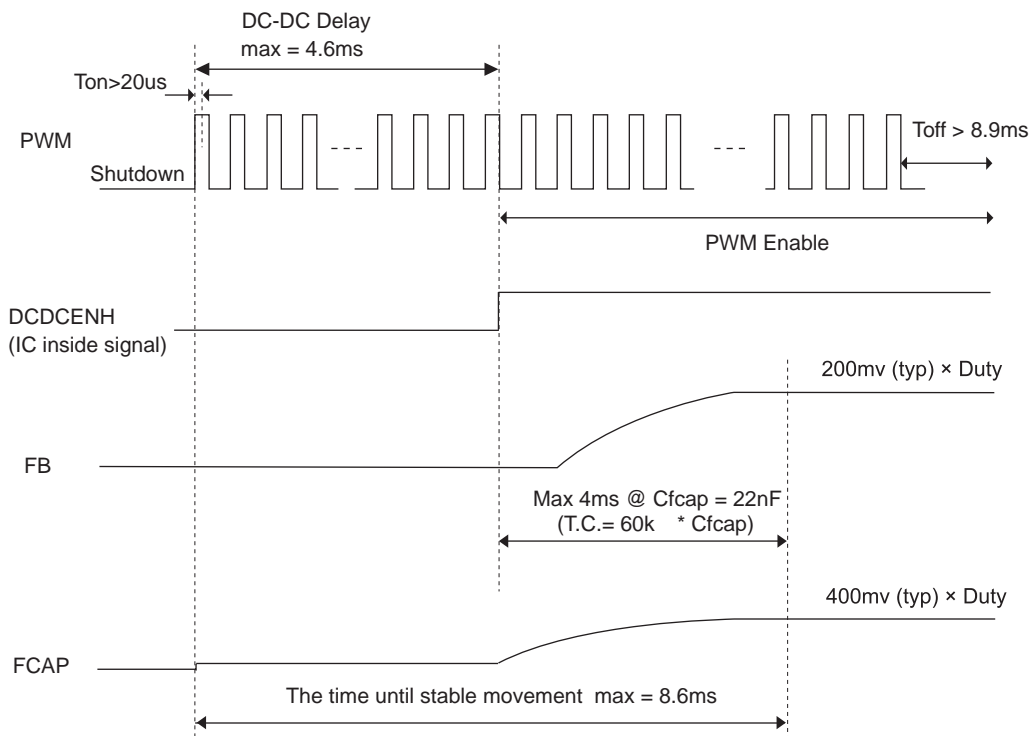 DC-DC Delay
max = 4.6ms
Ton>20us
PWM
Toff > 8.9ms
Shutdown
PWM Enable
DCDCENH
(IC inside signal)
200mv (typ) × Duty
FB
Max 4ms @ Cfcap = 22nF
(T.C.= 60k * Cfcap)
400mv (typ) × Duty
FCAP
The time until stable movement max = 8.6ms